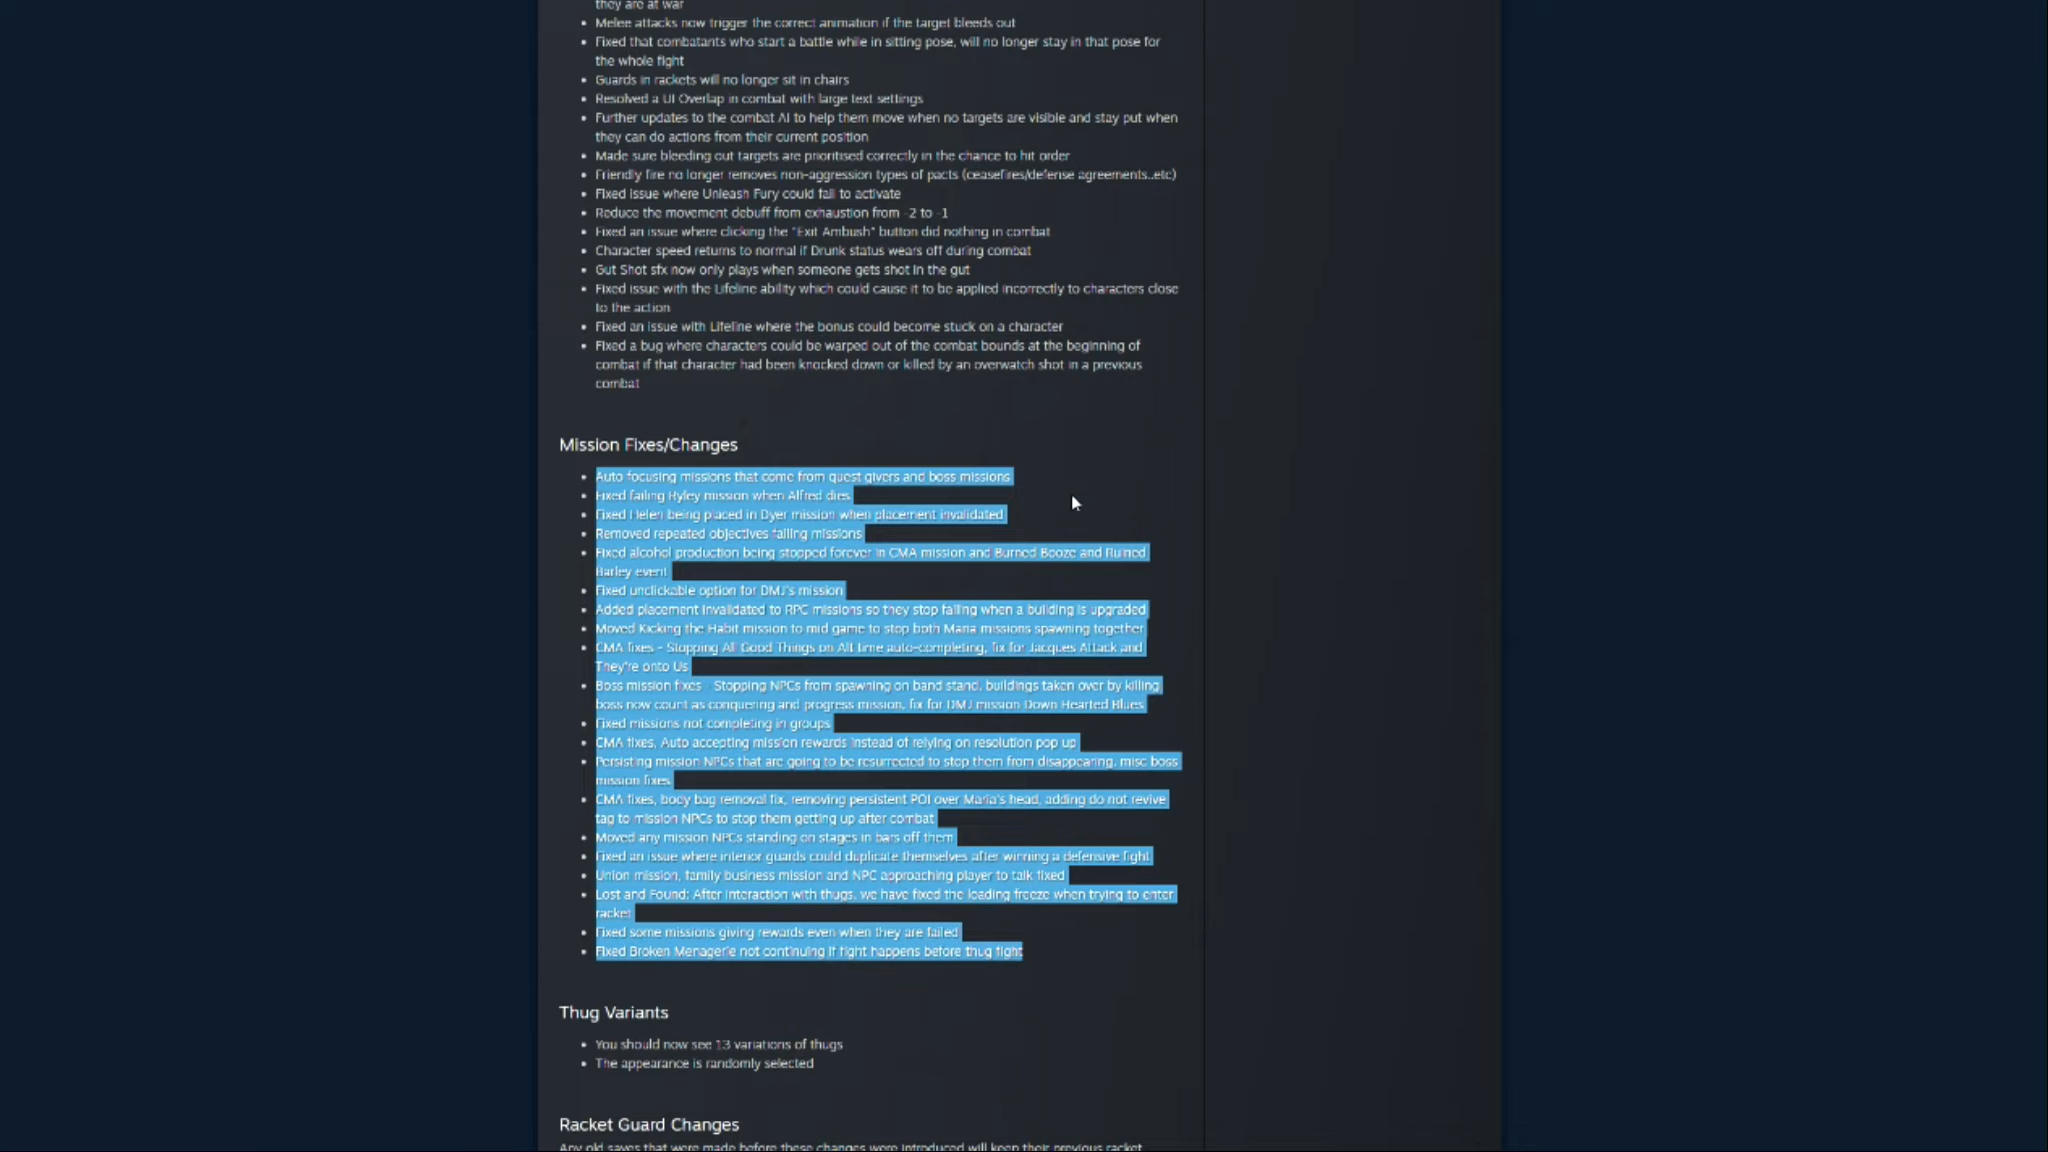 they are at war
• Melee attacks now trigger the correct animation if the target bleeds out
• Fixed that combatants who start a battle while in sitting pose, will no longer stay in that pose for
the whole fight
• Guards in rackets will no longer sit in chairs
• Resolved a UI Overlap in combat with large text settings
• Further updates to the combat AI to help them move when no targets are visible and stay put when
they can do actions from their current position
• Made sure bleeding out targets are prioritised correctly in the chance to hit order
• Friendly fire no longer removes non-aggression types of pacts (ceasefires/defense agreements..etc)
• Fixed issue where Unleash Fury could fail to activate
• Reduce the movement debuff from exhaustion from -2 to -1
• Fixed an issue where clicking the "Exit Ambush" button did nothing in combat
• Character speed returns to normal if Drunk status wears off during combat
• Gut Shot sfx now only plays when someone gets shot in the gut
• Fixed issue with the Lifeline ability which could cause it to be applied incorrectly to characters close
to the action
• Fixed an issue with Lifeline where the bonus could become stuck on a character
• Fixed a bug where characters could be warped out of the combat bounds at the beginning of
combat if that character had been knocked down or killed by an overwatch shot in a previous
combat
Mission Fixes/Changes
• Auto focusing missions that come from quest givers and boss missions
• Fixed failing Ryley mission when Alfred dies
• Fixed Helen being placed in Dyer mission when placement invalidated
• Removed repeated objectives failing missions
• Fixed alcohol production being stopped forever in CMA mission and Burned Booze and Ruined
Barley event
• Fixed unclickable option for DMJ's mission
• Added placement invalidated to RPC missions so they stop failing when a building is upgraded
• Moved Kicking the Habit mission to mid game to stop both Maria missions spawning together
• CMA fixes - Stopping All Good Things on Alt time auto-completing, fix for Jacques Attack and
They're onto Us
• Boss mission fixes - Stopping NPCs from spawning on band stand, buildings taken over by killing
boss now count as conquering and progress mission, fix for DMJ mission Down Hearted Blues
• Fixed missions not completing in groups
• CMA fixes, Auto accepting mission rewards instead of relying on resolution pop up
• Persisting mission NPCs that are going to be resurrected to stop them from disappearing, misc boss
mission fixes
• CMA fixes, body bag removal fix, removing persistent POI over Maria's head, adding do not revive
tag to mission NPCs to stop them getting up after combat
• Moved any mission NPCs standing on stages in bars off them
• Fixed an issue where interior guards could duplicate themselves after winning a defensive fight
• Union mission, family business mission and NPC approaching player to talk fixed
• Lost and Found: After interaction with thugs, we have fixed the loading freeze when trying to enter
racket
• Fixed some missions giving rewards even when they are failed
• Fixed Broken Menagerie not continuing if fight happens before thug fight
Thug Variants
• You should now see 13 variations of thugs
• The appearance is randomly selected
Racket Guard Changes
Any old saves that were made before these changes were introduced will keep their previous racket